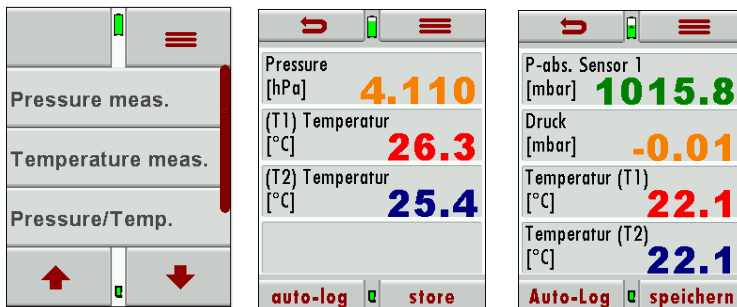 Pressure meas.
Temperature meas.
Pressure/Temp.
Pressure
[hPa] 4.110
(T1) Temperatur
[°C] 26.3
(T2) Temperatur
[°C] 25.4
auto-log store
P-abs. Sensor 1
[mbar] 1015.8
Druck
[mbar] -0.01
Temperatur (T1)
[°C] 22.1
Temperatur (T2)
[°C] 22.1
Auto-Log speichern